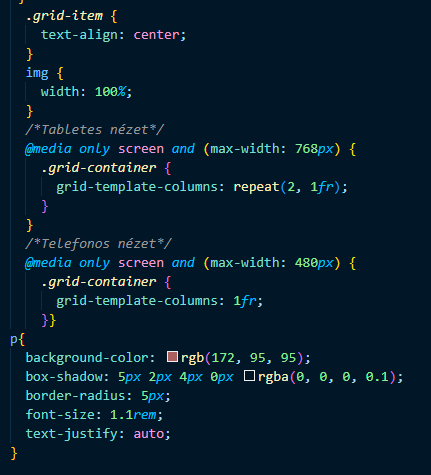 }
.grid-item {
text-align: center;
}
img {
width: 100%;
}
/*Tabletes nézet*/
@media only screen and (max-width: 768px) {
.grid-container {
grid-template-columns: repeat(2, 1fr);
}
}
/*Telefonos nézet*/
@media only screen and (max-width: 480px) {
.grid-container {
grid-template-columns: 1fr;
}}
p{
background-color: rgb(172, 95, 95);
box-shadow: 5px 2px 4px 0px rgba(0, 0, 0, 0.1);
border-radius: 5px;
font-size: 1.1rem;
text-justify: auto;
}